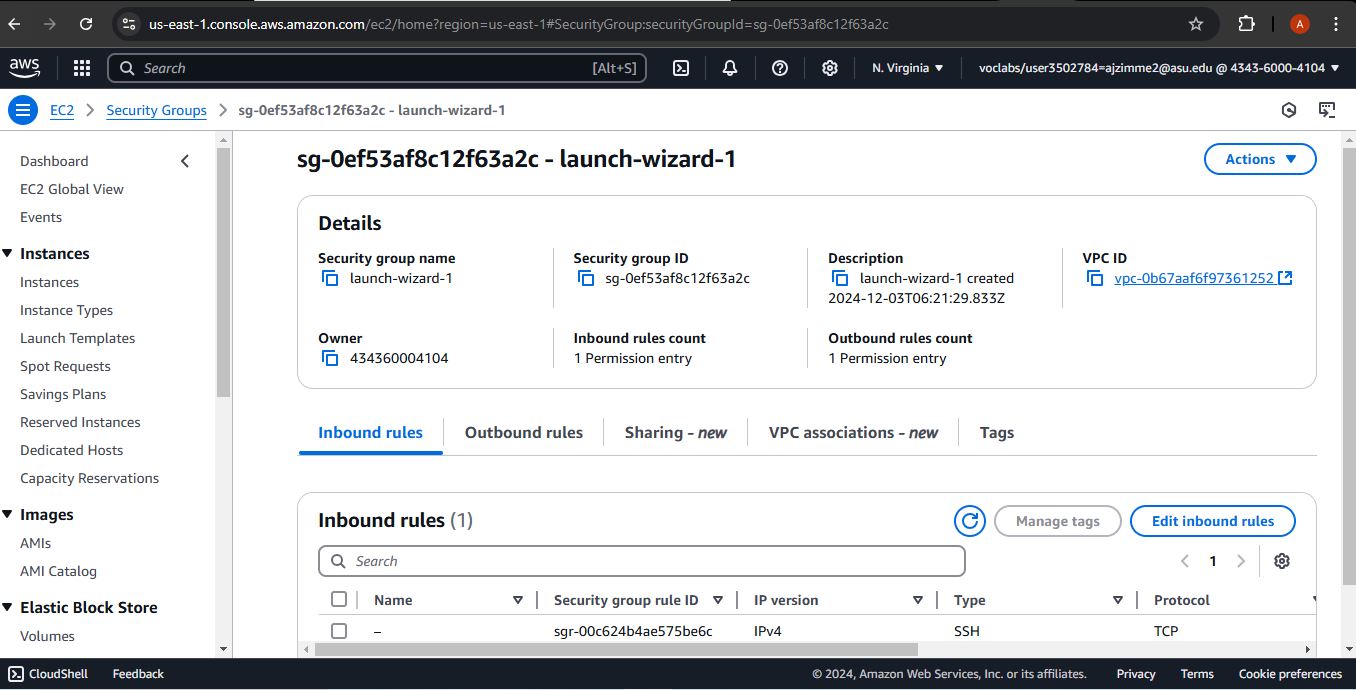 us-east-1.console.aws.amazon.com/ec2/home?region=us-east-1#SecurityGroup:securityGroupId=sg-0ef53af8c12f63a2c
A
aws
Search [Alt+S]
N. Virginia
voclabs/user3502784=ajzimme2@asu.edu @ 4343-6000-4104
EC2 > Security Groups > sg-0ef53af8c12f63a2c - launch-wizard-1
Dashboard
EC2 Global View
Events
Instances
Instances
Instance Types
Launch Templates
Spot Requests
Savings Plans
Reserved Instances
Dedicated Hosts
Capacity Reservations
Images
AMIs
AMI Catalog
Elastic Block Store
Volumes
sg-0ef53af8c12f63a2c - launch-wizard-1
Actions
Details
Security group name
launch-wizard-1
Security group ID
sg-0ef53af8c12f63a2c
Description
launch-wizard-1 created
2024-12-03T06:21:29.833Z
VPC ID
vpc-0b67aaf6f97361252
Owner
434360004104
Inbound rules count
1 Permission entry
Outbound rules count
1 Permission entry
Inbound rules
Outbound rules
Sharing - new
VPC associations - new
Tags
Inbound rules (1)
Manage tags
Edit inbound rules
Search
1
Name Security group rule ID IP version Type Protocol
– sgr-00c624b4ae575be6c IPv4 SSH TCP
CloudShell Feedback © 2024, Amazon Web Services, Inc. or its affiliates. Privacy Terms Cookie preferences